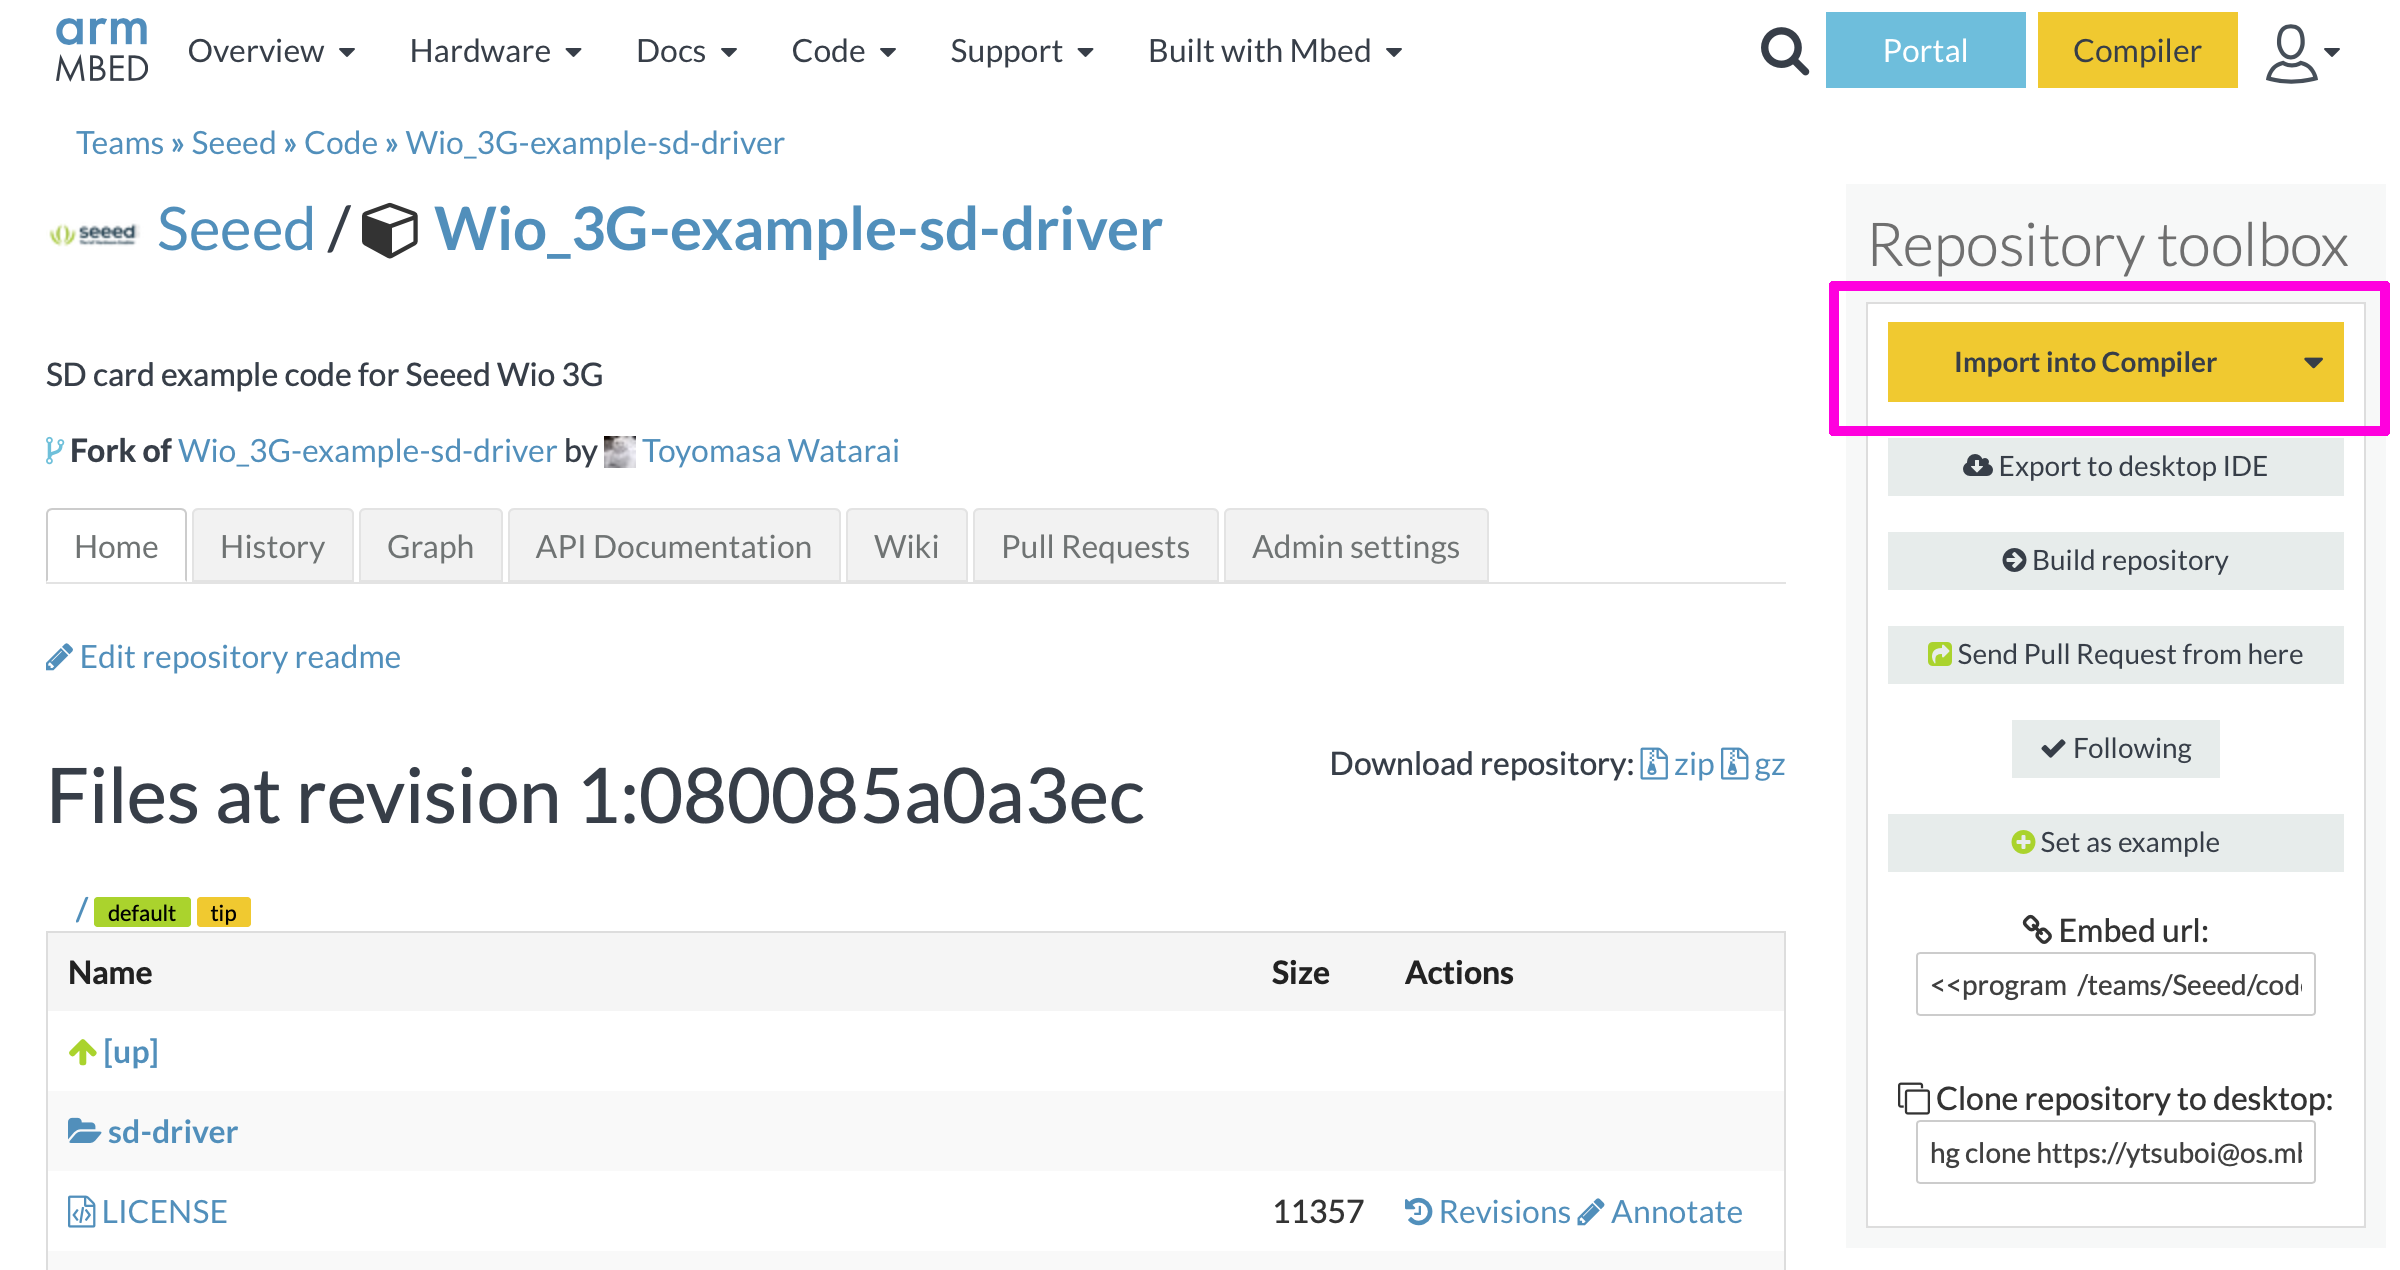 arm
MBED
Overview
Hardware
Docs
Code
Support
Built with Mbed
Portal
Compiler
Teams » Seeed » Code » Wio_3G-example-sd-driver
seeed
Seeed / Wio_3G-example-sd-driver
SD card example code for Seeed Wio 3G
Fork of Wio_3G-example-sd-driver by Toyomasa Watarai
Home
History
Graph
API Documentation
Wiki
Pull Requests
Admin settings
Edit repository readme
Files at revision 1:080085a0a3ec
Download repository: zip gz
/ default tip
Name Size Actions
[up]
sd-driver
LICENSE 11357 Revisions Annotate
Repository toolbox
Import into Compiler
Export to desktop IDE
Build repository
Send Pull Request from here
Following
Set as example
Embed url:
<<program /teams/Seeed/cod
Clone repository to desktop:
hg clone https://ytsuboi@os.m